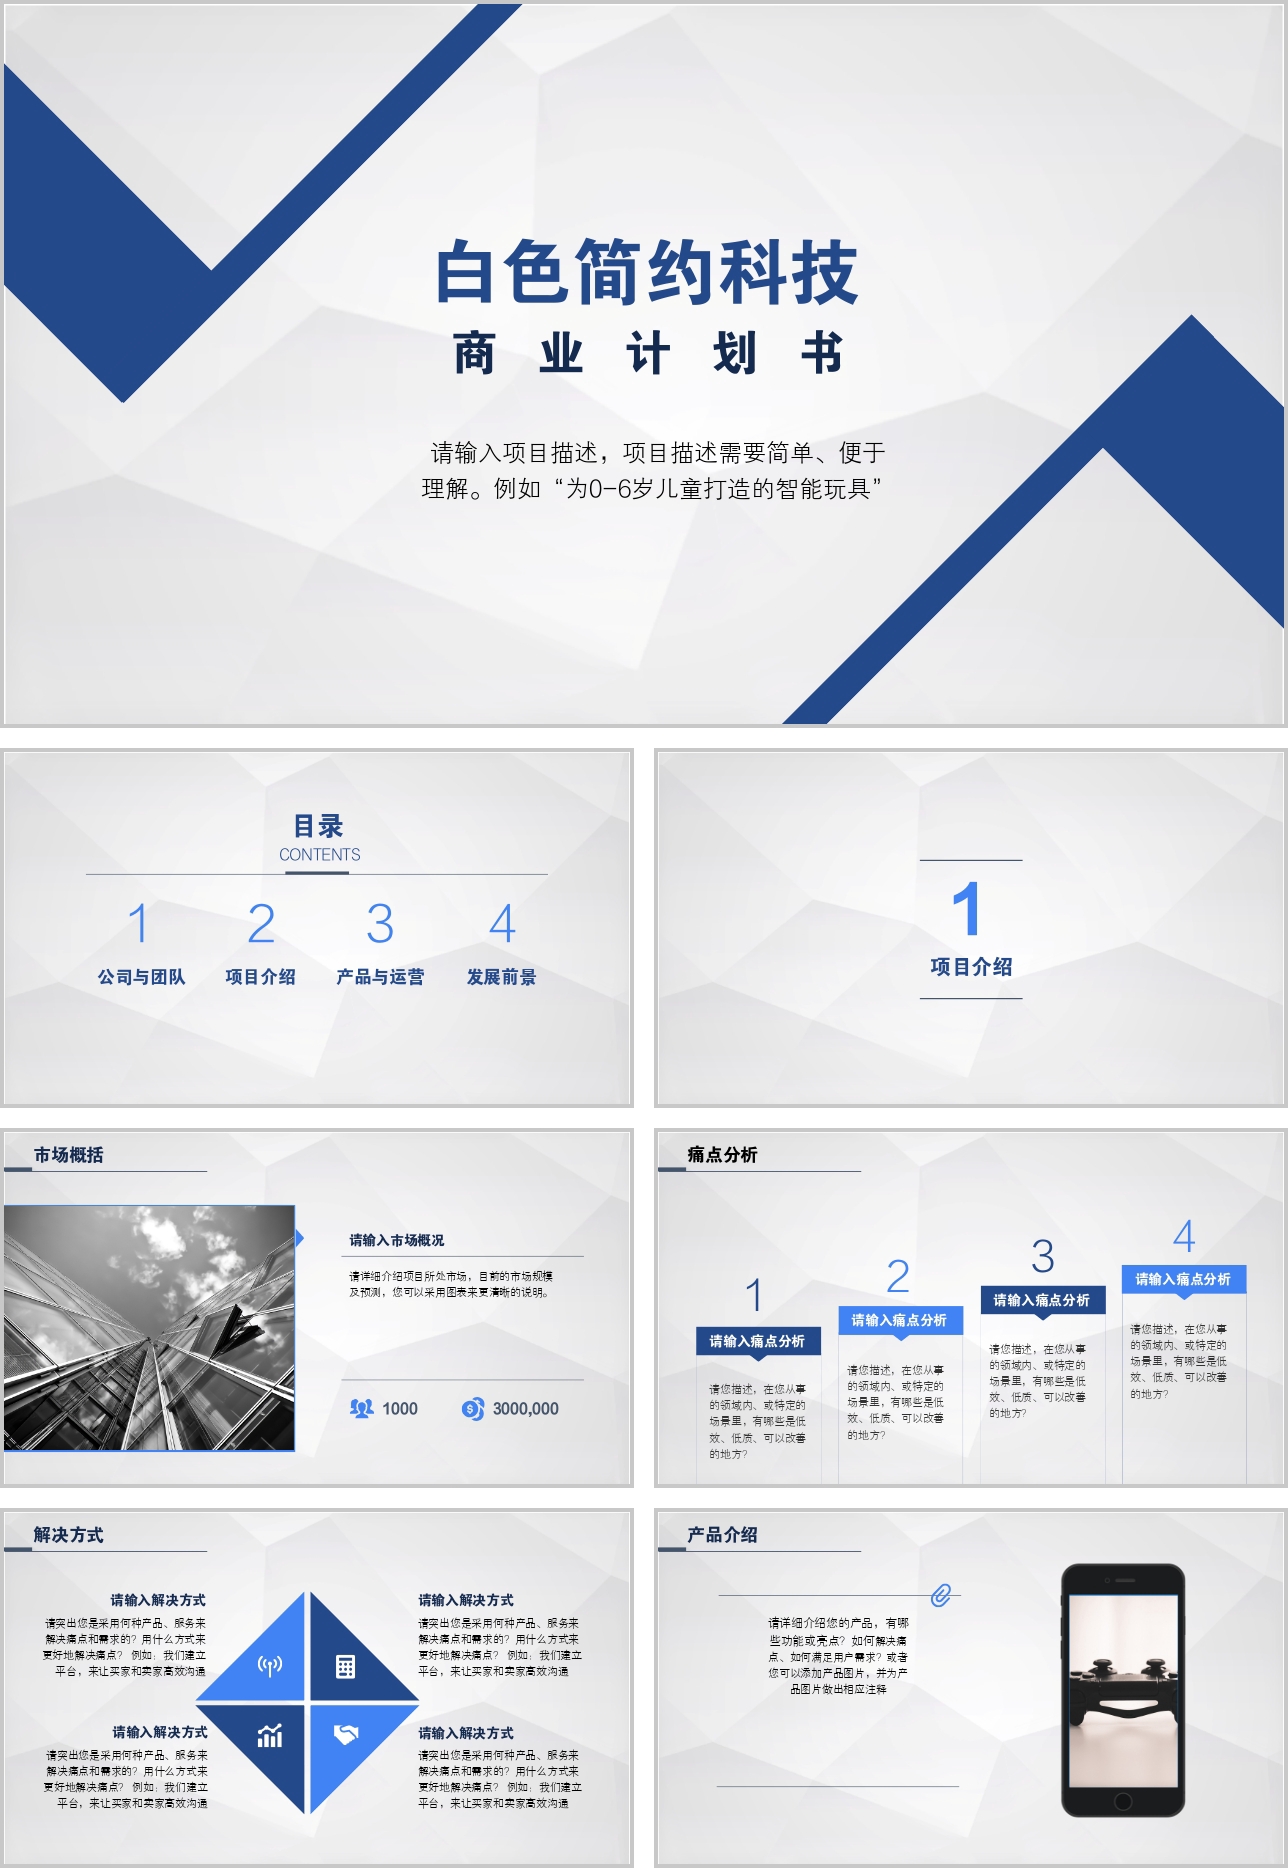 白色简约科技
商业计划书
请输入项目描述，项目描述需要简单、便于
理解。例如“为0-6岁儿童打造的智能玩具”
目录
CONTENTS
1
2
3
4
公司与团队
项目介绍
产品与运营
发展前景
1
项目介绍
市场概括
请输入市场概况
请详细介绍项目所处市场，目前的市场规模
及预测，您可以采用图表来更清晰的说明。
1000
3000,000
痛点分析
1
请输入痛点分析
请您描述，在您从事
的领域内、或特定的
场景里，有哪些是低
效、低质、可以改善
的地方？
2
请输入痛点分析
请您描述，在您从事
的领域内、或特定的
场景里，有哪些是低
效、低质、可以改善
的地方？
3
请输入痛点分析
请您描述，在您从事
的领域内、或特定的
场景里，有哪些是低
效、低质、可以改善
的地方？
4
请输入痛点分析
请您描述，在您从事
的领域内、或特定的
场景里，有哪些是低
效、低质、可以改善
的地方？
解决方式
请输入解决方式
请突出您是采用何种产品、服务来
解决痛点和需求的？用什么方式来
更好地解决痛点？ 例如：我们建立
平台，来让买家和卖家高效沟通
请输入解决方式
请突出您是采用何种产品、服务来
解决痛点和需求的？用什么方式来
更好地解决痛点？ 例如：我们建立
平台，来让买家和卖家高效沟通
请输入解决方式
请突出您是采用何种产品、服务来
解决痛点和需求的？用什么方式来
更好地解决痛点？ 例如：我们建立
平台，来让买家和卖家高效沟通
请输入解决方式
请突出您是采用何种产品、服务来
解决痛点和需求的？用什么方式来
更好地解决痛点？ 例如：我们建立
平台，来让买家和卖家高效沟通
产品介绍
请详细介绍您的产品，有哪
些功能或亮点？如何解决痛
点、如何满足用户需求？或者
您可以添加产品图片，并为产
品图片做出相应注释